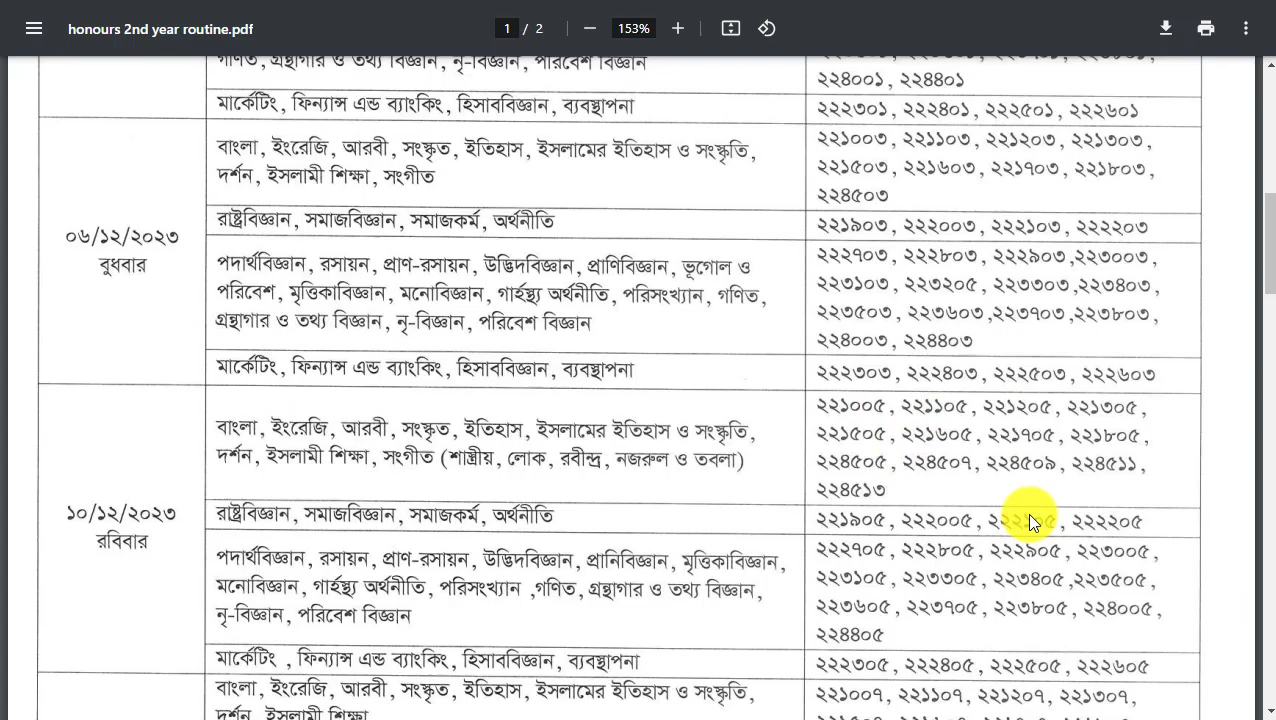 honours 2nd year routine.pdf
1 / 2
153%
গণিত, গ্রন্থাগার ও তথ্য বিজ্ঞান, নৃ-বিজ্ঞান, পরিবেশ বিজ্ঞান
২২৪০০১, ২২৪৪০১
মার্কেটিং, ফিন্যান্স এন্ড ব্যাংকিং, হিসাববিজ্ঞান, ব্যবস্থাপনা
২২২৩০১, ২২২৪০১, ২২২৫০১, ২২২৬০১
০৬/১২/২০২৩
বুধবার
বাংলা, ইংরেজি, আরবী, সংস্কৃত, ইতিহাস, ইসলামের ইতিহাস ও সংস্কৃতি,
দর্শন, ইসলামী শিক্ষা, সংগীত
২২১০০৩, ২২১১০৩, ২২১২০৩, ২২১৩০৩,
২২১৫০৩, ২২১৬০৩, ২২১৭০৩, ২২১৮০৩,
২২৪৫০৩
রাষ্ট্রবিজ্ঞান, সমাজবিজ্ঞান, সমাজকর্ম, অর্থনীতি
২২১৯০৩, ২২২০০৩, ২২২১০৩, ২২২২০৩
পদার্থবিজ্ঞান, রসায়ন, প্রাণ-রসায়ন, উদ্ভিদবিজ্ঞান, প্রাণিবিজ্ঞান, ভূগোল ও
পরিবেশ, মৃত্তিকাবিজ্ঞান, মনোবিজ্ঞান, গার্হস্থ্য অর্থনীতি, পরিসংখ্যান, গণিত,
গ্রন্থাগার ও তথ্য বিজ্ঞান, নৃ-বিজ্ঞান, পরিবেশ বিজ্ঞান
২২২৭০৩, ২২২৮০৩, ২২২৯০৩,২২৩০০৩,
২২৩১০৩, ২২৩২০৫, ২২৩৩০৩,২২৩৪০৩,
২২৩৫০৩, ২২৩৬০৩,২২৩৭০৩,২২৩৮০৩,
২২৪০০৩, ২২৪৪০৩
মার্কেটিং, ফিন্যান্স এন্ড ব্যাংকিং, হিসাববিজ্ঞান, ব্যবস্থাপনা
২২২৩০৩, ২২২৪০৩, ২২২৫০৩, ২২২৬০৩
১০/১২/২০২৩
রবিবার
বাংলা, ইংরেজি, আরবী, সংস্কৃত, ইতিহাস, ইসলামের ইতিহাস ও সংস্কৃতি,
দর্শন, ইসলামী শিক্ষা, সংগীত (শাস্ত্রীয়, লোক, রবীন্দ্র, নজরুল ও তবলা)
২২১০০৫, ২২১১০৫, ২২১২০৫, ২২১৩০৫,
২২১৫০৫, ২২১৬০৫, ২২১৭০৫, ২২১৮০৫,
২২৪৫০৫, ২২৪৫০৭, ২২৪৫০৯, ২২৪৫১১,
২২৪৫১৩
রাষ্ট্রবিজ্ঞান, সমাজবিজ্ঞান, সমাজকর্ম, অর্থনীতি
২২১৯০৫, ২২২০০৫, ২২২১০৫, ২২২২০৫
পদার্থবিজ্ঞান, রসায়ন, প্রাণ-রসায়ন, উদ্ভিদবিজ্ঞান, প্রানিবিজ্ঞান, মৃত্তিকাবিজ্ঞান,
মনোবিজ্ঞান, গার্হস্থ্য অর্থনীতি, পরিসংখ্যান ,গণিত, গ্রন্থাগার ও তথ্য বিজ্ঞান,
নৃ-বিজ্ঞান, পরিবেশ বিজ্ঞান
২২২৭০৫, ২২২৮০৫, ২২২৯০৫, ২২৩০০৫,
২২৩১০৫, ২২৩৩০৫, ২২৩৪০৫,২২৩৫০৫,
২২৩৬০৫, ২২৩৭০৫, ২২৩৮০৫, ২২৪০০৫,
২২৪৪০৫
মার্কেটিং , ফিন্যান্স এন্ড ব্যাংকিং, হিসাববিজ্ঞান, ব্যবস্থাপনা
২২২৩০৫, ২২২৪০৫, ২২২৫০৫, ২২২৬০৫
বাংলা, ইংরেজি, আরবী, সংস্কৃত, ইতিহাস, ইসলামের ইতিহাস ও সংস্কৃতি,
দর্শন, ইসলামী শিক্ষা
২২১০০৭, ২২১১০৭, ২২১২০৭, ২২১৩০৭,